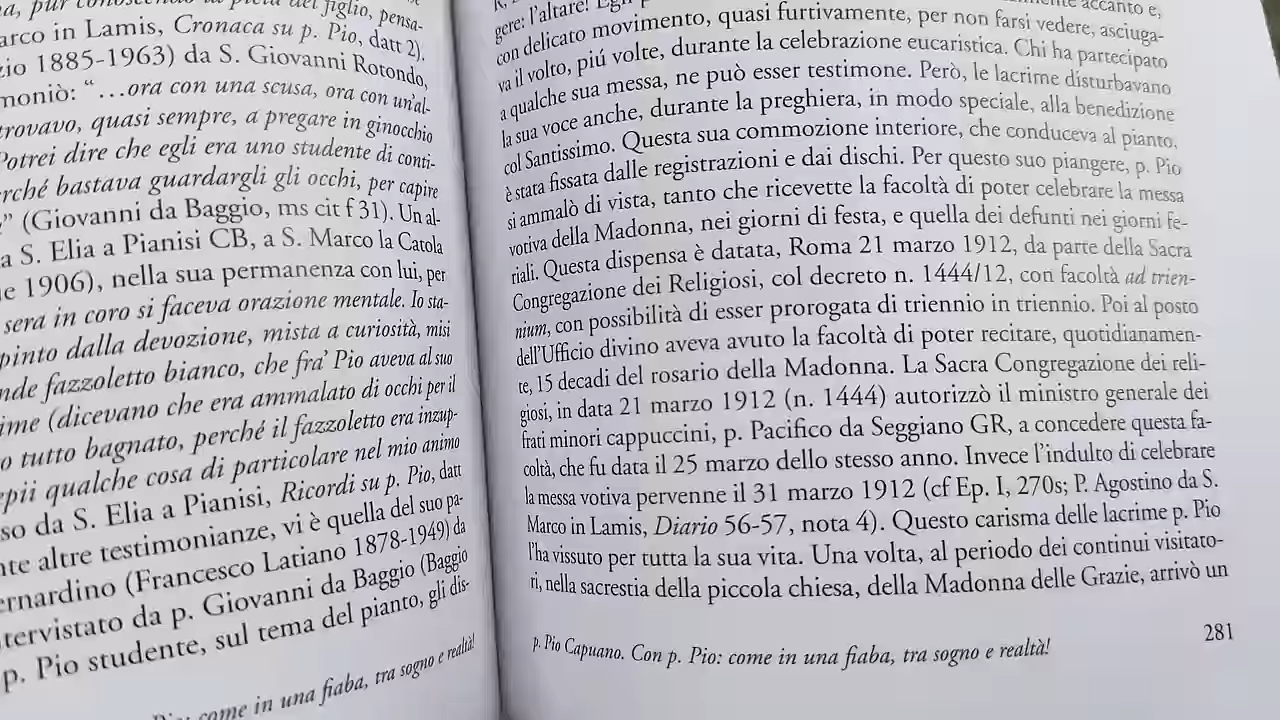 pur conoscendo la pietà del figlio, pensa-
arco in Lamis, Cronaca su p. Pio, datt 2).
zio 1885-1963) da S. Giovanni Rotondo,
moniò: “…ora con una scusa, ora con un'al-
trovavo, quasi sempre, a pregare in ginocchio
Potrei dire che egli era uno studente di conti-
rché bastava guardargli gli occhi, per capire
” (Giovanni da Baggio, ms cit f 31). Un al-
a S. Elia a Pianisi CB, a S. Marco la Catola
e 1906), nella sua permanenza con lui, per
sera in coro si faceva orazione mentale. Io sta-
pinto dalla devozione, mista a curiosità, misi
nde fazzoletto bianco, che fra' Pio aveva al suo
ime (dicevano che era ammalato di occhi per il
o tutto bagnato, perché il fazzoletto era inzup-
epii qualche cosa di particolare nel mio animo
so da S. Elia a Pianisi, Ricordi su p. Pio, datt
nte altre testimonianze, vi è quella del suo pa-
ernardino (Francesco Latiano 1878-1949) da
tervistato da p. Giovanni da Baggio (Baggio
p. Pio studente, sul tema del pianto, gli dis-
Pio: come in una fiaba, tra sogno e realtà!
gere: l'altare! Egli
accanto e,
con delicato movimento, quasi furtivamente, per non farsi vedere, asciuga-
va il volto, piú volte, durante la celebrazione eucaristica. Chi ha partecipato
a qualche sua messa, ne può esser testimone. Però, le lacrime disturbavano
la sua voce anche, durante la preghiera, in modo speciale, alla benedizione
col Santissimo. Questa sua commozione interiore, che conduceva al pianto,
è stata fissata dalle registrazioni e dai dischi. Per questo suo piangere, p. Pio
si ammalò di vista, tanto che ricevette la facoltà di poter celebrare la messa
votiva della Madonna, nei giorni di festa, e quella dei defunti nei giorni fe-
riali. Questa dispensa è datata, Roma 21 marzo 1912, da parte della Sacra
Congregazione dei Religiosi, col decreto n. 1444/12, con facoltà ad trien-
nium, con possibilità di esser prorogata di triennio in triennio. Poi al posto
dell'Ufficio divino aveva avuto la facoltà di poter recitare, quotidianamen-
te, 15 decadi del rosario della Madonna. La Sacra Congregazione dei reli-
giosi, in data 21 marzo 1912 (n. 1444) autorizzò il ministro generale dei
frati minori cappuccini, p. Pacifico da Seggiano GR, a concedere questa fa-
coltà, che fu data il 25 marzo dello stesso anno. Invece l'indulto di celebrare
la messa votiva pervenne il 31 marzo 1912 (cf Ep. I, 270s; P. Agostino da S.
Marco in Lamis, Diario 56-57, nota 4). Questo carisma delle lacrime p. Pio
l'ha vissuto per tutta la sua vita. Una volta, al periodo dei continui visitato-
ri, nella sacrestia della piccola chiesa, della Madonna delle Grazie, arrivò un
p. Pio Capuano. Con p. Pio: come in una fiaba, tra sogno e realtà!
281